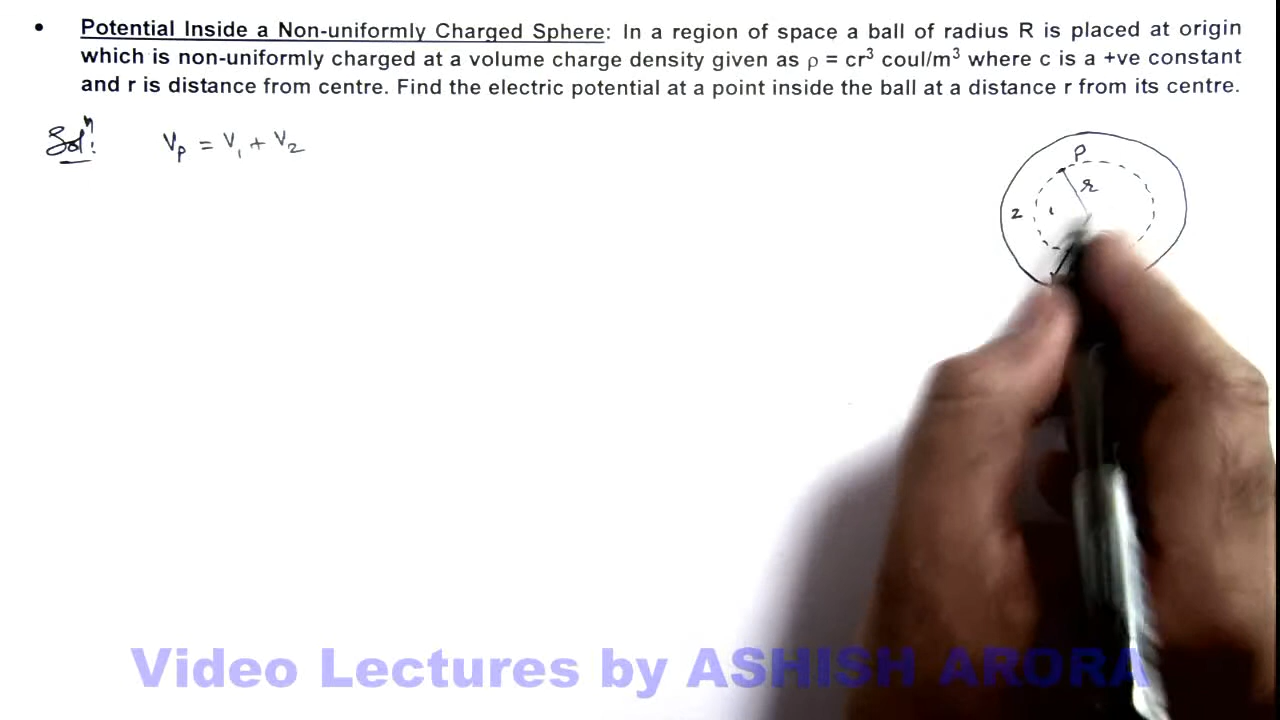 • Potential Inside a Non-uniformly Charged Sphere: In a region of space a ball of radius R is placed at origin
which is non-uniformly charged at a volume charge density given as ρ = cr³ coul/m³ where c is a +ve constant
and r is distance from centre. Find the electric potential at a point inside the ball at a distance r from its centre.
Solⁿ: Vₚ = V₁ + V₂
P
r
2 1
Video Lectures by ASHISH ARORA